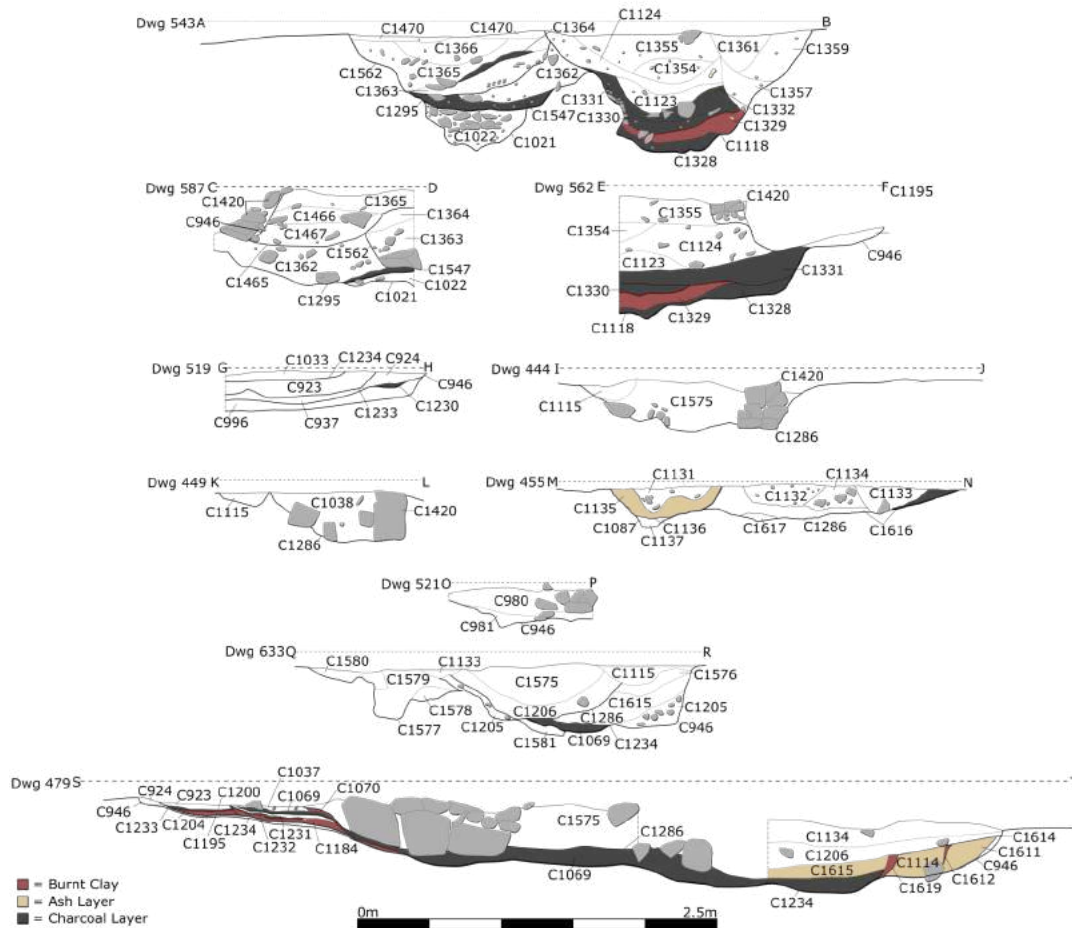 Dwg 543A B
C1470 C1470 C1364 C1124
C1366 C1355 C1361 C1359
C1562 C1365 C1362 C1354
C1363 C1357
C1295 C1331 C1123 C1332
C1547 C1330 C1329
C1022 C1021 C1118
C1328
Dwg 587 C D
C1420 C1365
C946 C1466 C1364
C1467 C1363
C1362 C1562 C1547
C1465 C1022
C1295 C1021
Dwg 562 E F C1195
C1420
C1355
C1354 C1124
C1123 C946
C1331
C1330 C1328
C1118 C1329
Dwg 519 G H
C1033 C1234 C924
C923 C946
C1230
C996 C937 C1233
Dwg 444 I J
C1420
C1115 C1575
C1286
Dwg 449 K L
C1115 C1038 C1420
C1286
Dwg 455M N
C1131 C1134
C1135 C1132 C1133
C1087 C1136 C1286
C1137 C1617 C1616
Dwg 521O P
C980
C981 C946
Dwg 633Q R
C1580 C1133 C1115 C1576
C1579 C1575
C1578 C1206 C1615 C1205
C1577 C1205 C1286 C946
C1581 C1069 C1234
Dwg 479S
C1037
C924 C923 C1200 C1069 C1070
C946 C1575 C1134 C1614
C1233 C1286 C1206 C1114 C1611
C1204 C1234 C1231 C1615 C946
C1195 C1232 C1184 C1069 C1619 C1612
C1234
= Burnt Clay
= Ash Layer
= Charcoal Layer
0m 2.5m